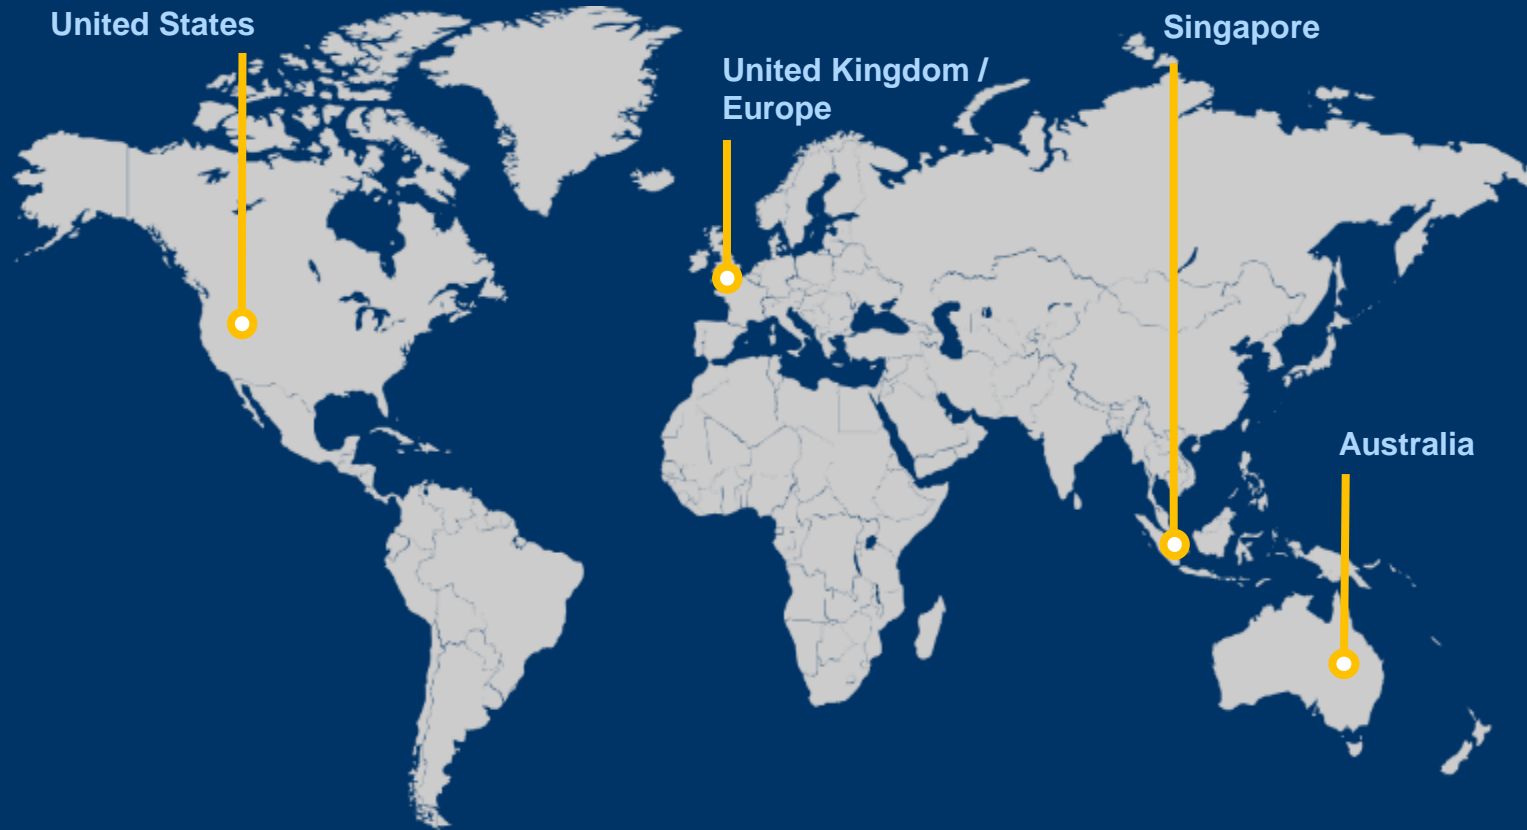 United States
Singapore
United Kingdom /
Europe
Australia